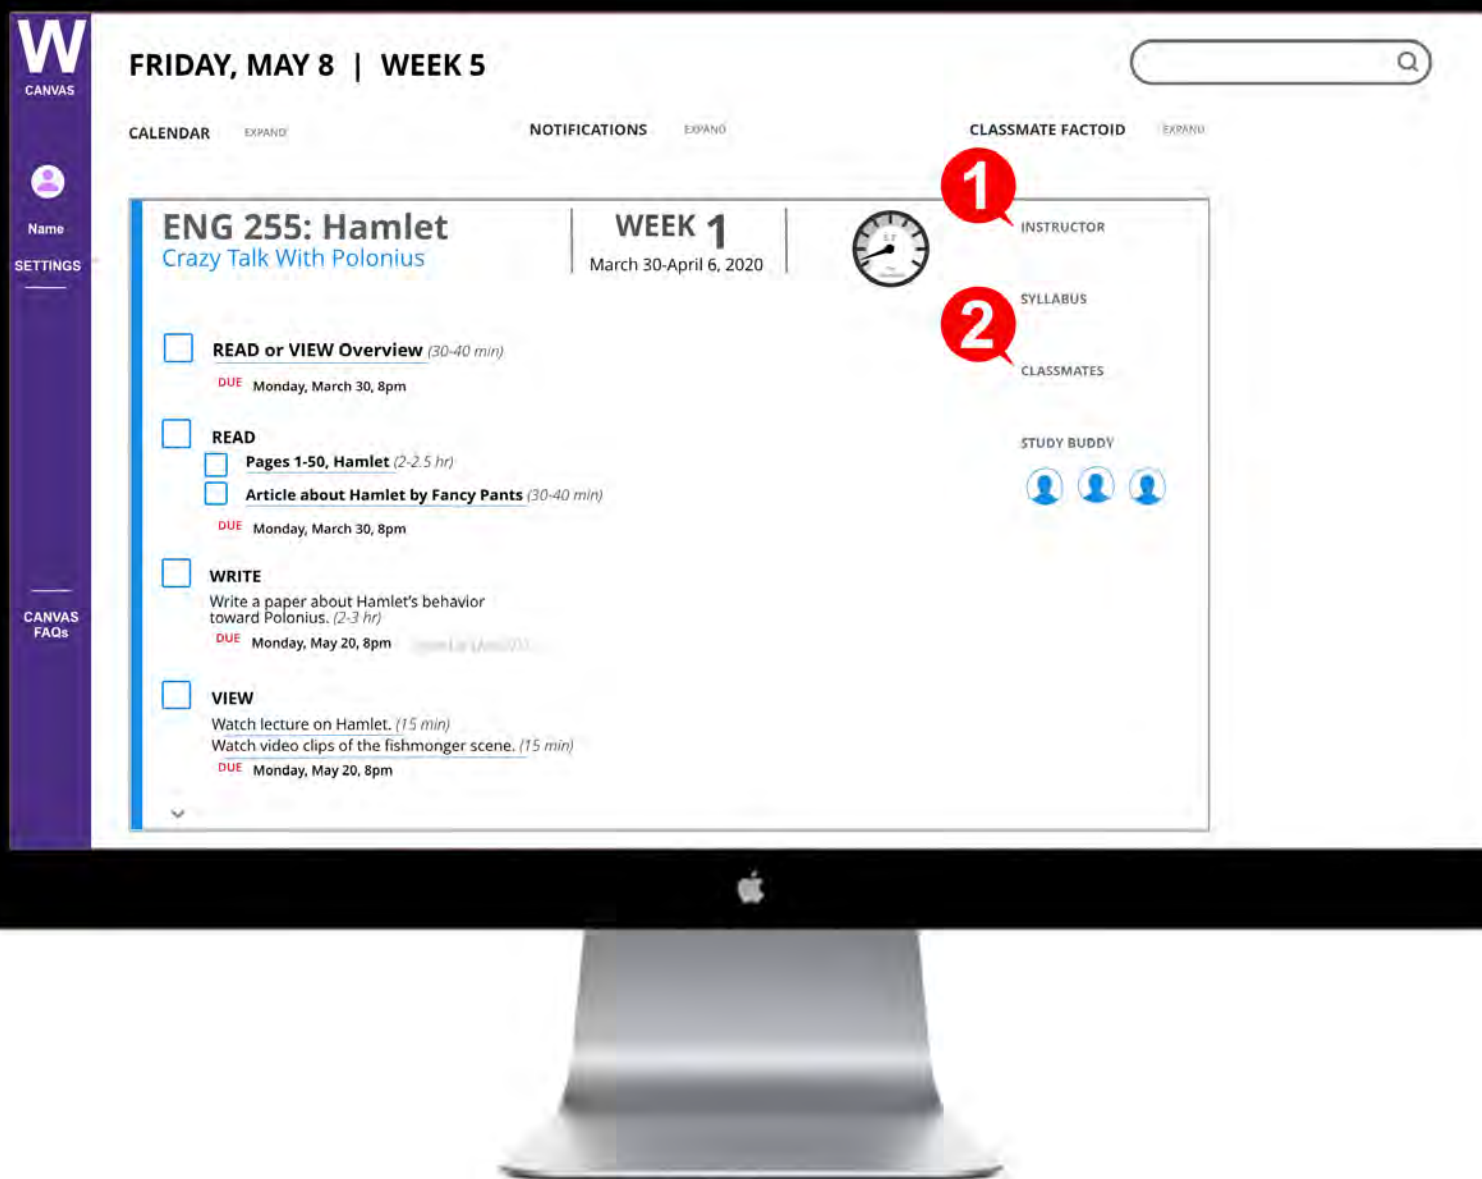 W
CANVAS
Name
SETTINGS
CANVAS
FAQs
FRIDAY, MAY 8 | WEEK 5
CALENDAR EXPAND
NOTIFICATIONS EXPAND
CLASSMATE FACTOID EXPAND
ENG 255: Hamlet
Crazy Talk With Polonius
WEEK 1
March 30-April 6, 2020
READ or VIEW Overview (30-40 min)
DUE Monday, March 30, 8pm
READ
Pages 1-50, Hamlet (2-2.5 hr)
Article about Hamlet by Fancy Pants (30-40 min)
DUE Monday, March 30, 8pm
WRITE
Write a paper about Hamlet's behavior
toward Polonius. (2-3 hr)
DUE Monday, May 20, 8pm
VIEW
Watch lecture on Hamlet. (15 min)
Watch video clips of the fishmonger scene. (15 min)
DUE Monday, May 20, 8pm
1
INSTRUCTOR
SYLLABUS
2
CLASSMATES
STUDY BUDDY